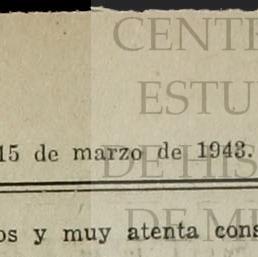 CENT
ESTU
15 de marzo de 1943.
DE HIS
DE M
os y muy atenta cons